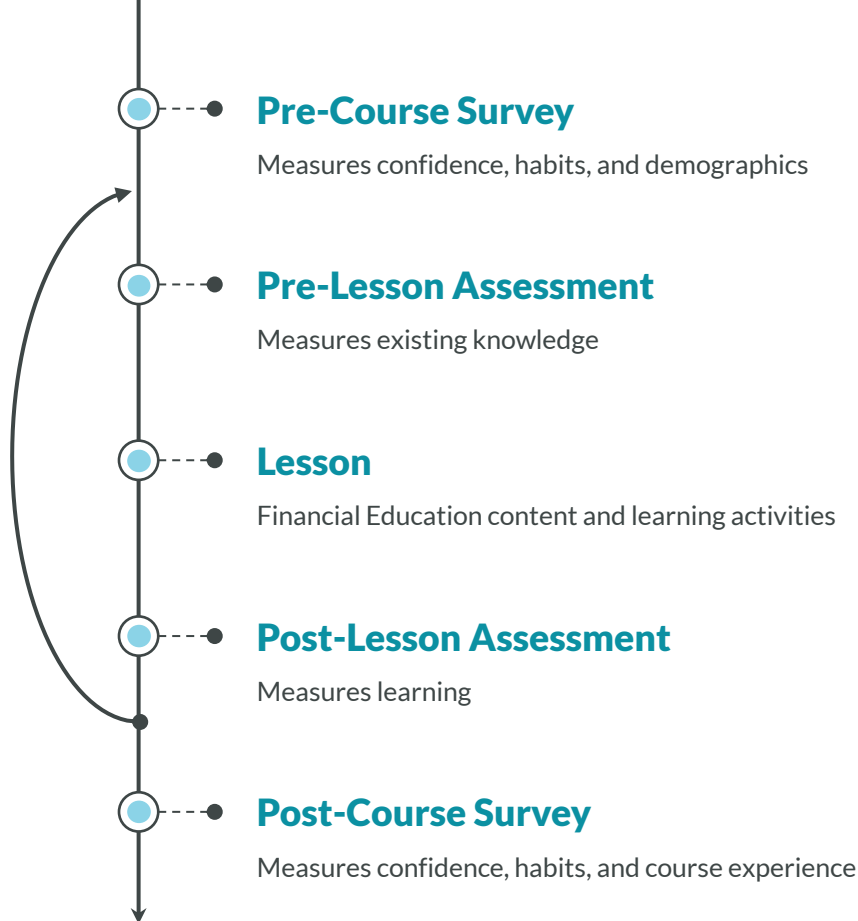 Pre-Course Survey
Measures confidence, habits, and demographics
Pre-Lesson Assessment
Measures existing knowledge
Lesson
Financial Education content and learning activities
Post-Lesson Assessment
Measures learning
Post-Course Survey
Measures confidence, habits, and course experience